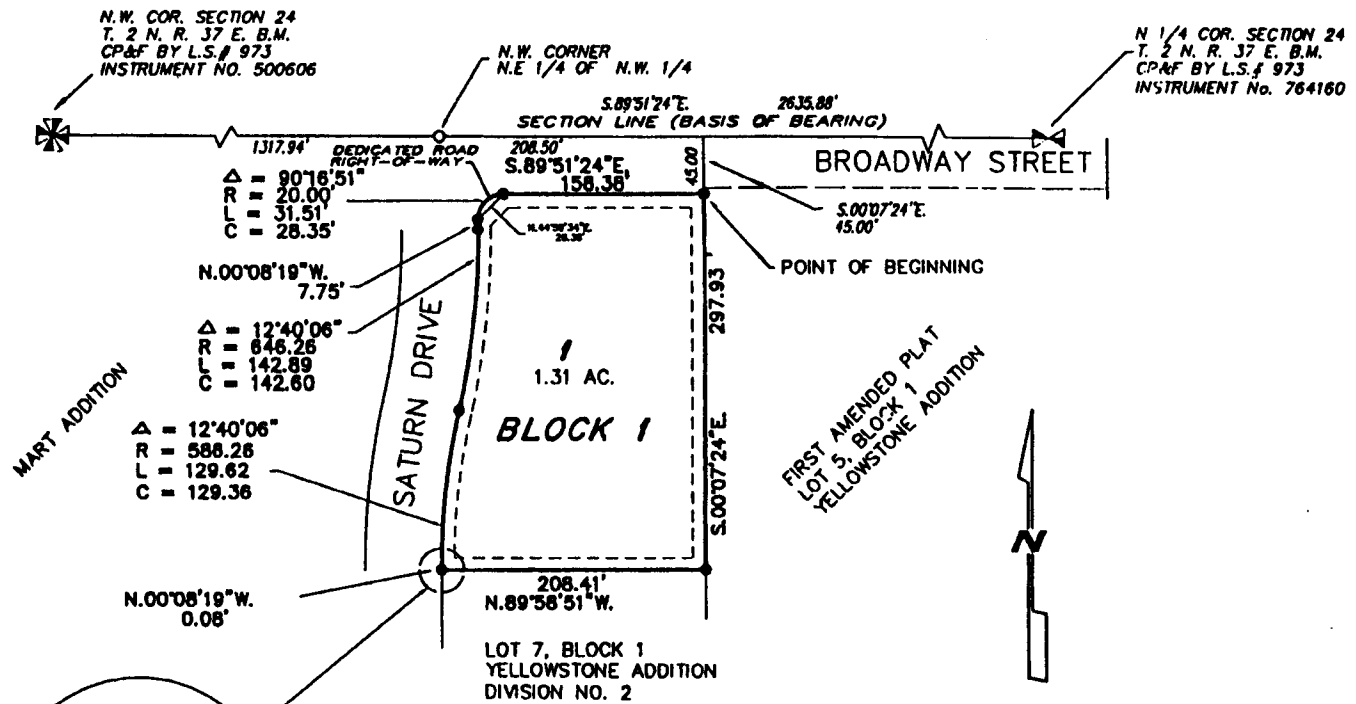 N.W. COR. SECTION 24
T. 2 N. R. 37 E. B.M.
CP&F BY L.S.# 973
INSTRUMENT NO. 500606
N.W. CORNER
N.E 1/4 OF N.W. 1/4
N 1/4 COR. SECTION 24
T. 2 N. R. 37 E. B.M.
CP&F BY L.S.# 973
INSTRUMENT No. 764160
S.89°51'24"E. 2635.88'
SECTION LINE (BASIS OF BEARING)
1317.94'
208.50'
DEDICATED ROAD
RIGHT-OF-WAY
S.89°51'24"E.
158.38'
45.00
BROADWAY STREET
S.00°07'24"E.
45.00'
POINT OF BEGINNING
Δ = 90°16'51"
R = 20.00'
L = 31.51'
C = 28.35'
N.00°08'19"W.
7.75'
Δ = 12°40'06"
R = 646.26
L = 142.89
C = 142.60
SATURN DRIVE
1
1.31 AC.
BLOCK 1
297.93'
S.00°07'24"E.
MART ADDITION
FIRST AMENDED PLAT
LOT 5, BLOCK 1
YELLOWSTONE ADDITION
Δ = 12°40'06"
R = 586.26
L = 129.62
C = 129.36
N
N.00°08'19"W.
0.08'
208.41'
N.89°58'51"W.
LOT 7, BLOCK 1
YELLOWSTONE ADDITION
DIVISION NO. 2